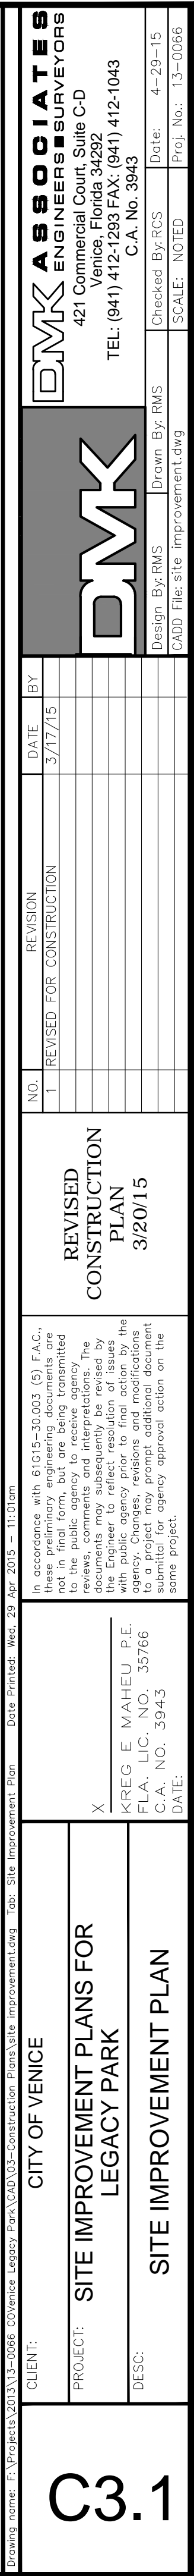 Drawing name: F:\Projects\2013\13-0066 COVenice Legacy Park\CAD\03-Construction Plans\site improvement.dwg Tab: Site Improvement Plan Date Printed: Wed, 29 Apr 2015 - 11:01am
C3.1
CLIENT:
CITY OF VENICE
PROJECT:
SITE IMPROVEMENT PLANS FOR
LEGACY PARK
DESC:
SITE IMPROVEMENT PLAN
X
KREG E MAHEU P.E.
FLA. LIC. NO. 35766
C.A. NO. 3943
DATE:
In accordance with 61G15-30.003 (5) F.A.C.,
these preliminary engineering documents are
not in final form, but are being transmitted
to the public agency to receive agency
reviews, comments and interpretations. The
documents may subsequently be revised by
the Engineer to reflect resolution of issues
with public agency prior to final action by the
agency. Changes, revisions and modifications
to a project may prompt additional document
submittal for agency approval action on the
same project.
REVISED
CONSTRUCTION
PLAN
3/20/15
NO. REVISION DATE BY
1 REVISED FOR CONSTRUCTION 3/17/15
DMK
DMK ASSOCIATES
ENGINEERS■SURVEYORS
421 Commercial Court, Suite C-D
Venice, Florida 34292
TEL: (941) 412-1293 FAX: (941) 412-1043
C.A. No. 3943
Design By: RMS Drawn By: RMS Checked By: RCS Date: 4-29-15
CADD File: site improvement.dwg SCALE: NOTED Proj. No.: 13-0066